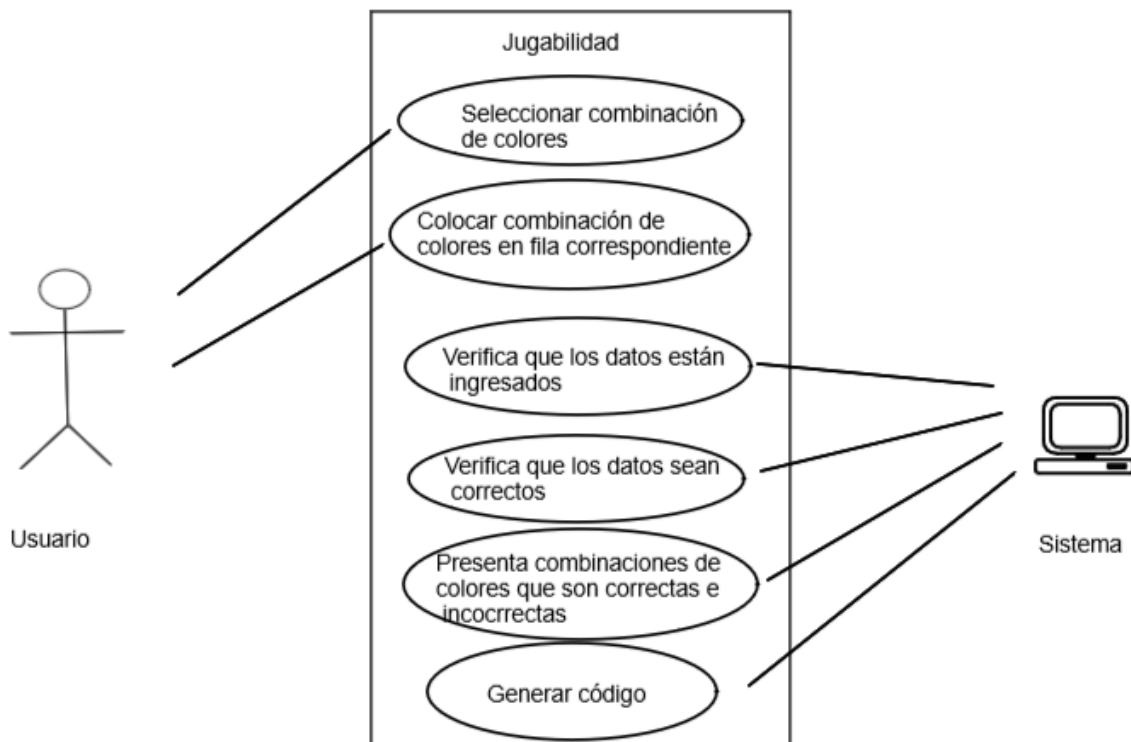 Jugabilidad
Seleccionar combinación
de colores
Colocar combinación de
colores en fila correspondiente
Verifica que los datos están
ingresados
Verifica que los datos sean
correctos
Presenta combinaciones de
colores que son correctas e
incocrrectas
Generar código
Usuario
Sistema